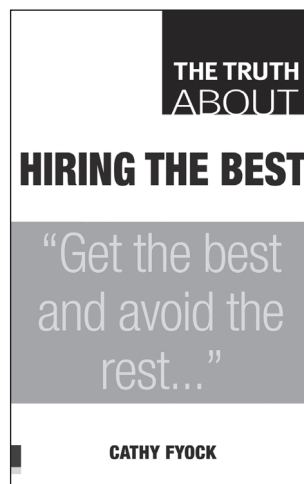 THE TRUTH
ABOUT
HIRING THE BEST
“Get the best
and avoid the
rest...”
CATHY FYOCK